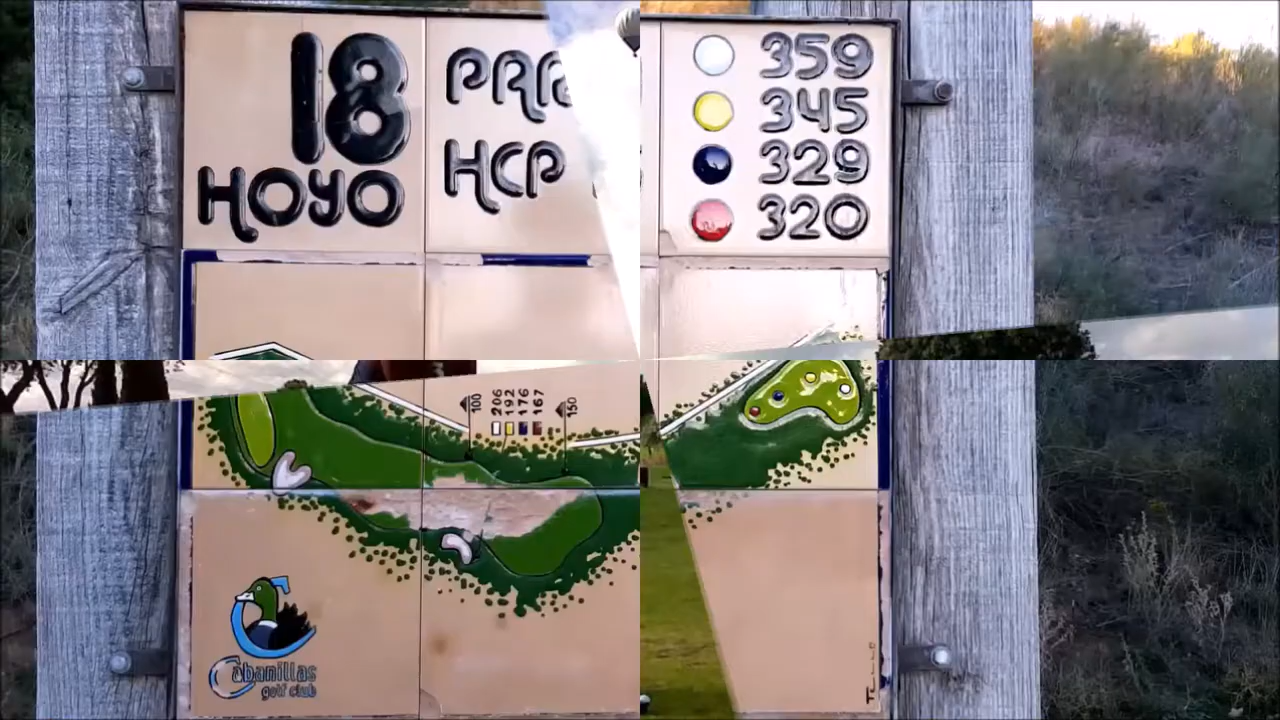 18
HOYO
PAR
HCP
359
345
329
320
100
206
192
176
167
150
Cabanillas
golf club